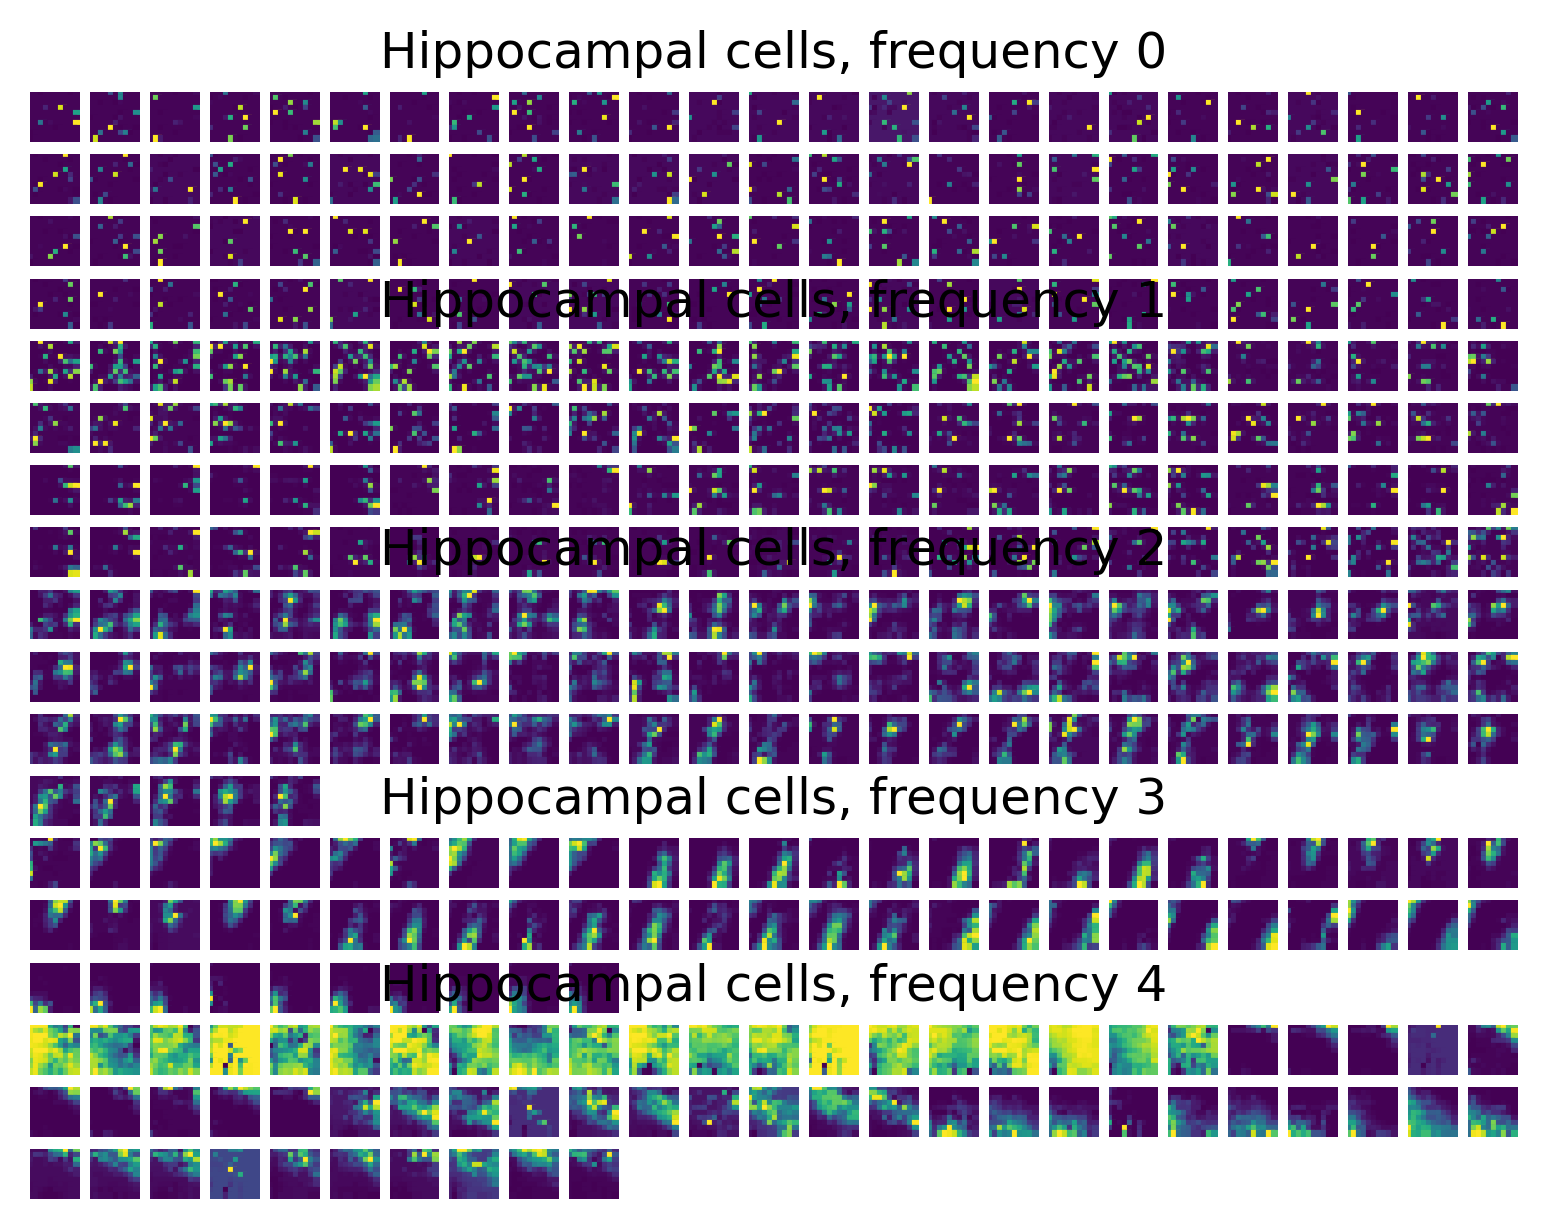 Hippocampal cells, frequency 0
Hippocampal cells, frequency 1
Hippocampal cells, frequency 2
Hippocampal cells, frequency 3
Hippocampal cells, frequency 4